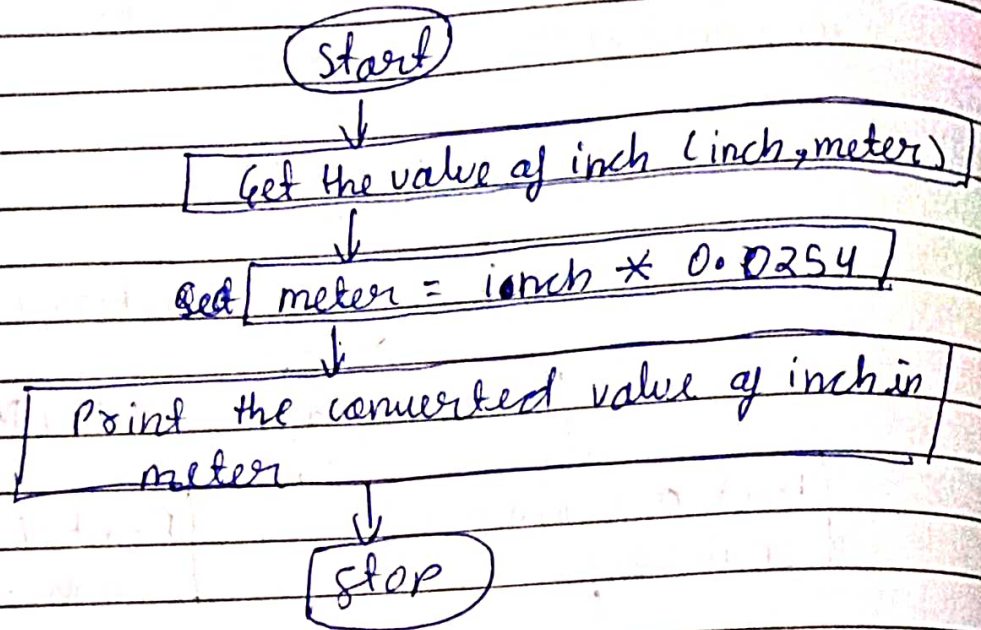 Start
Get the value of inch (inch, meter)
meter = inch * 0.0254
Print the converted value of inch in
meter
stop